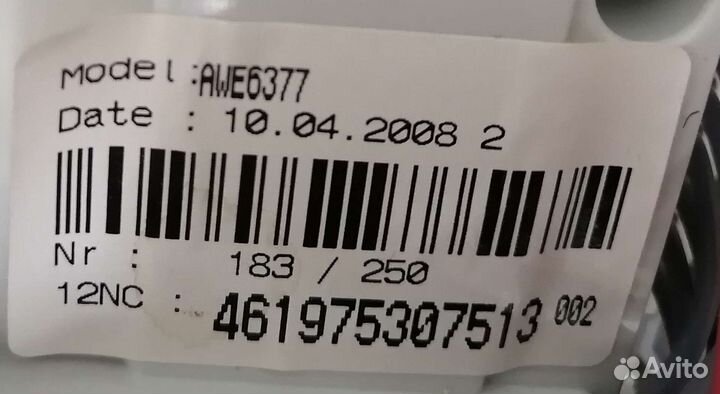 Model:AWE6377
Date : 10.04.2008 2
Nr : 183 / 250
12NC : 461975307513 002
Avito